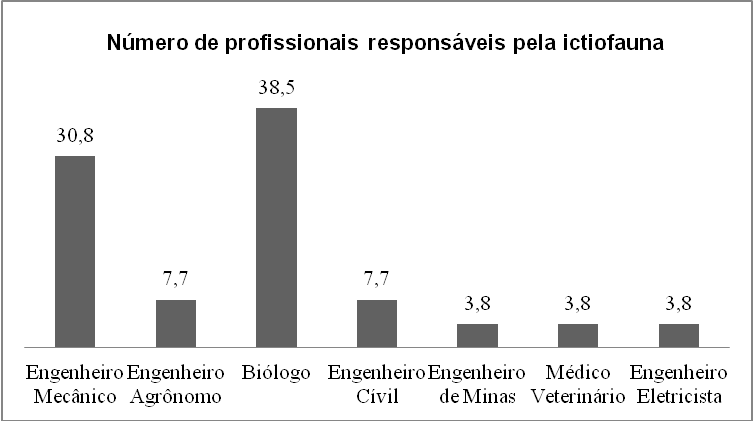 Número de profissionais responsáveis pela ictiofauna
38,5
30,8
7,7
7,7
3,8
3,8
3,8
Engenheiro Mecânico
Engenheiro Agrônomo
Biólogo
Engenheiro Cívil
Engenheiro de Minas
Médico Veterinário
Engenheiro Eletricista